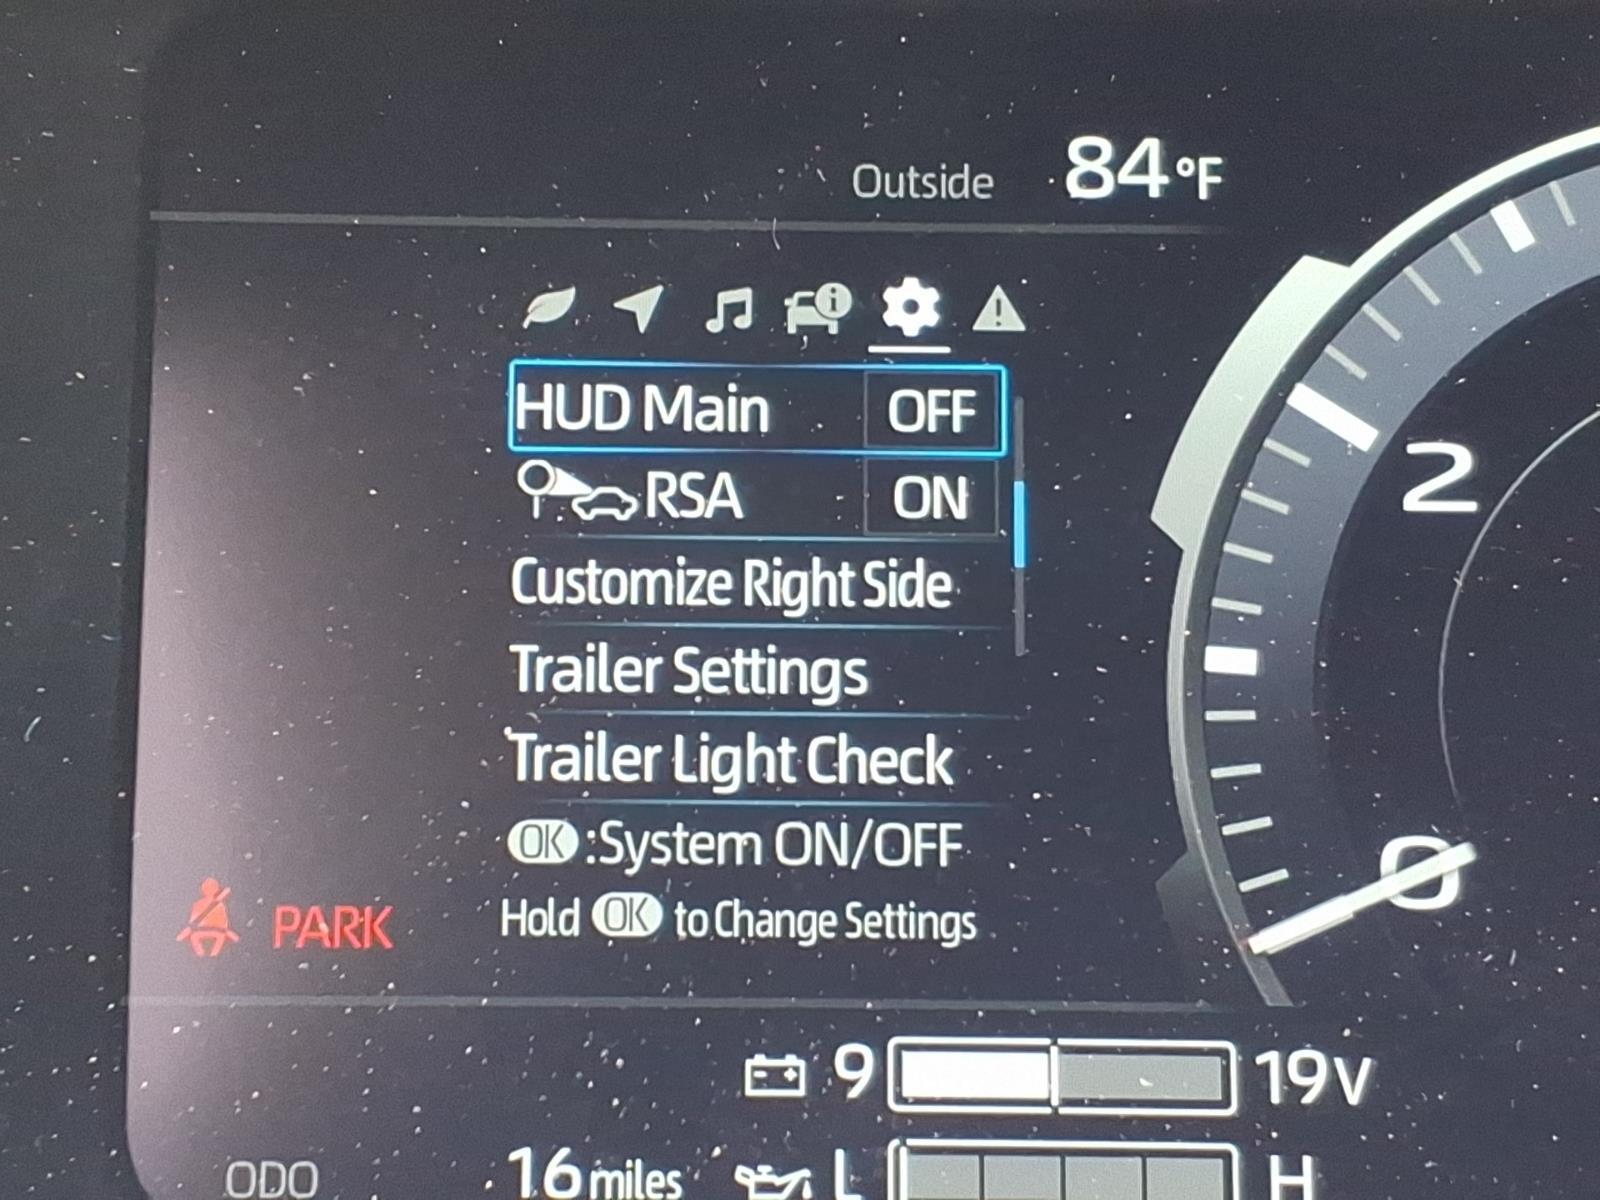 Outside 84°F
HUD Main OFF
RSA ON
Customize Right Side
Trailer Settings
Trailer Light Check
OK :System ON/OFF
Hold OK to Change Settings
PARK
2
0
9 19V
ODO 16 miles L H